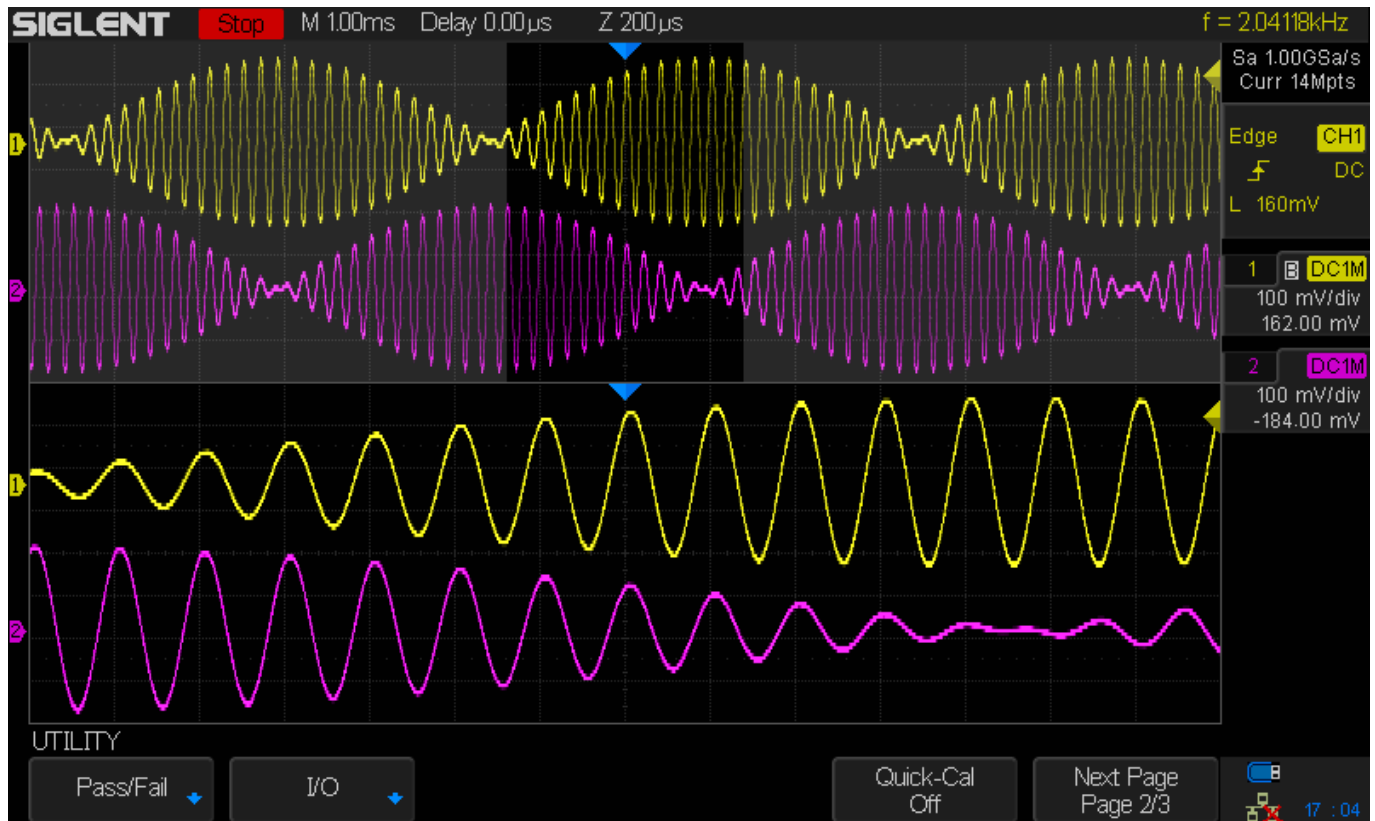 SIGLENT Stop M 1.00ms Delay 0.00µs Z 200µs f = 2.04118kHz
Sa 1.00GSa/s
Curr 14Mpts
Edge CH1
DC
L 160mV
1 B DC1M
100 mV/div
162.00 mV
2 DC1M
100 mV/div
-184.00 mV
1
2
1
2
UTILITY
Pass/Fail I/O Quick-Cal Next Page
Off Page 2/3
17 : 04